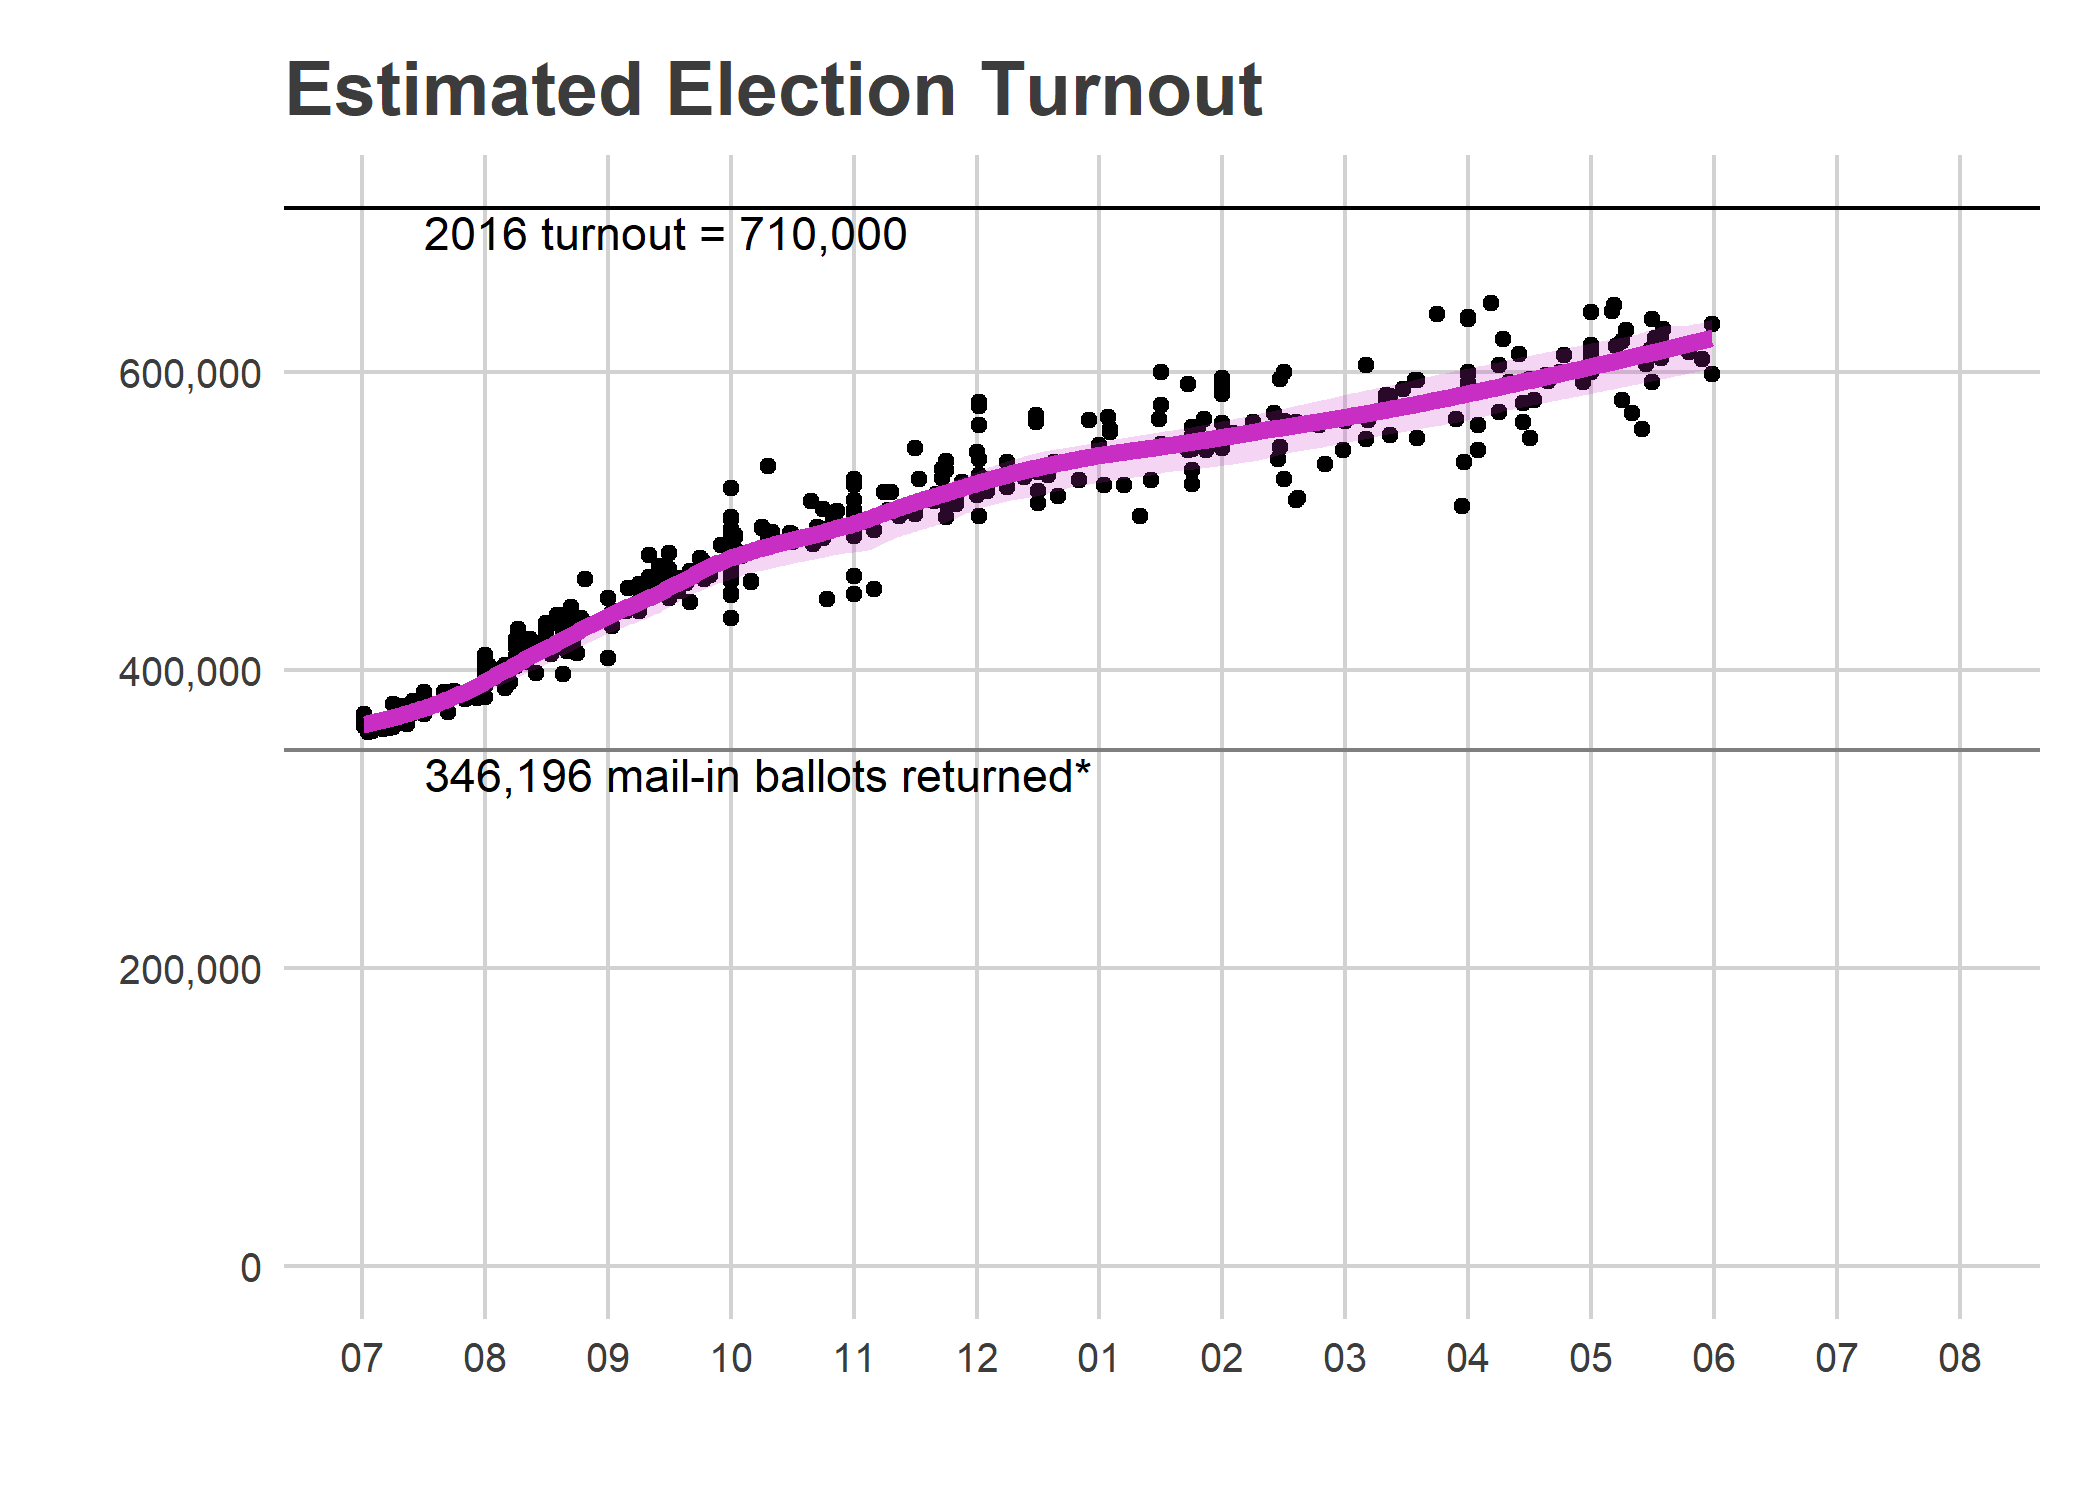 Estimated Election Turnout
2016 turnout = 710,000
600,000
400,000
346,196 mail-in ballots returned*
200,000
0
07 08 09 10 11 12 01 02 03 04 05 06 07 08